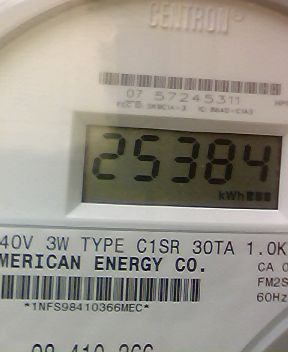 CENTRON
07 57245311
25384
kWh
40V 3W TYPE C1SR 30TA 1.0K
MERICAN ENERGY CO.
CA 0
FM2S
60Hz
*1NFS98410366MEC*